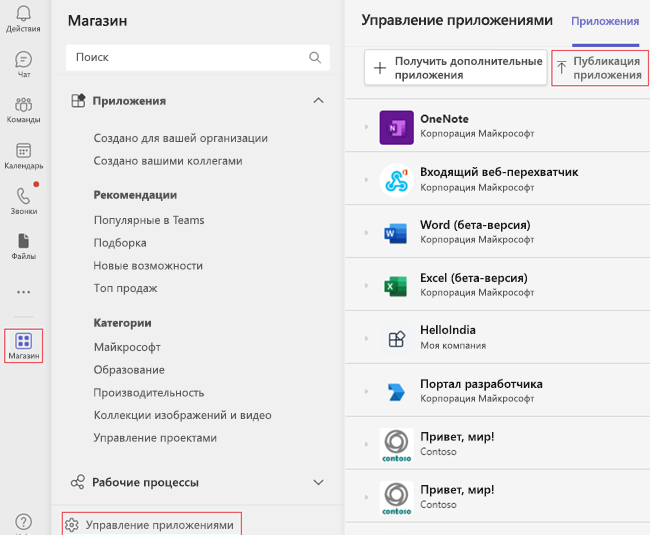 Действия
Чат
Команды
Календарь
Звонки
Файлы
Магазин
Магазин
Поиск
Приложения
Создано для вашей организации
Создано вашими коллегами
Рекомендации
Популярные в Teams
Подборка
Новые возможности
Топ продаж
Категории
Майкрософт
Образование
Производительность
Коллекции изображений и видео
Управление проектами
Рабочие процессы
Управление приложениями
Управление приложениями
Приложения
Получить дополнительные
приложения
Публикация
приложения
OneNote
Корпорация Майкрософт
Входящий веб-перехватчик
Корпорация Майкрософт
Word (бета-версия)
Корпорация Майкрософт
Excel (бета-версия)
Корпорация Майкрософт
HelloIndia
Моя компания
Портал разработчика
Корпорация Майкрософт
contoso
Привет, мир!
Contoso
contoso
Привет, мир!
Contoso